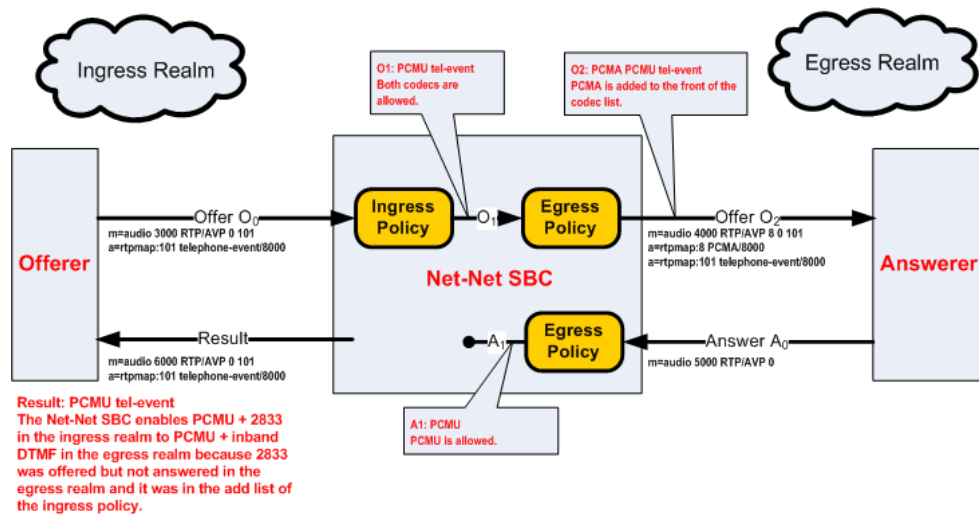 Ingress Realm
Egress Realm
O1: PCMU tel-event
Both codecs are
allowed.
O2: PCMA PCMU tel-event
PCMA is added to the front of the
codec list.
Offerer
Offer O0
m=audio 3000 RTP/AVP 0 101
a=rtpmap:101 telephone-event/8000
Ingress
Policy
O1
Egress
Policy
Offer O2
m=audio 4000 RTP/AVP 8 0 101
a=rtpmap:8 PCMA/8000
a=rtpmap:101 telephone-event/8000
Answerer
Net-Net SBC
Result
m=audio 6000 RTP/AVP 0 101
a=rtpmap:101 telephone-event/8000
A1
Egress
Policy
Answer A0
m=audio 5000 RTP/AVP 0
Result: PCMU tel-event
The Net-Net SBC enables PCMU + 2833
in the ingress realm to PCMU + inband
DTMF in the egress realm because 2833
was offered but not answered in the
egress realm and it was in the add list of
the ingress policy.
A1: PCMU
PCMU is allowed.